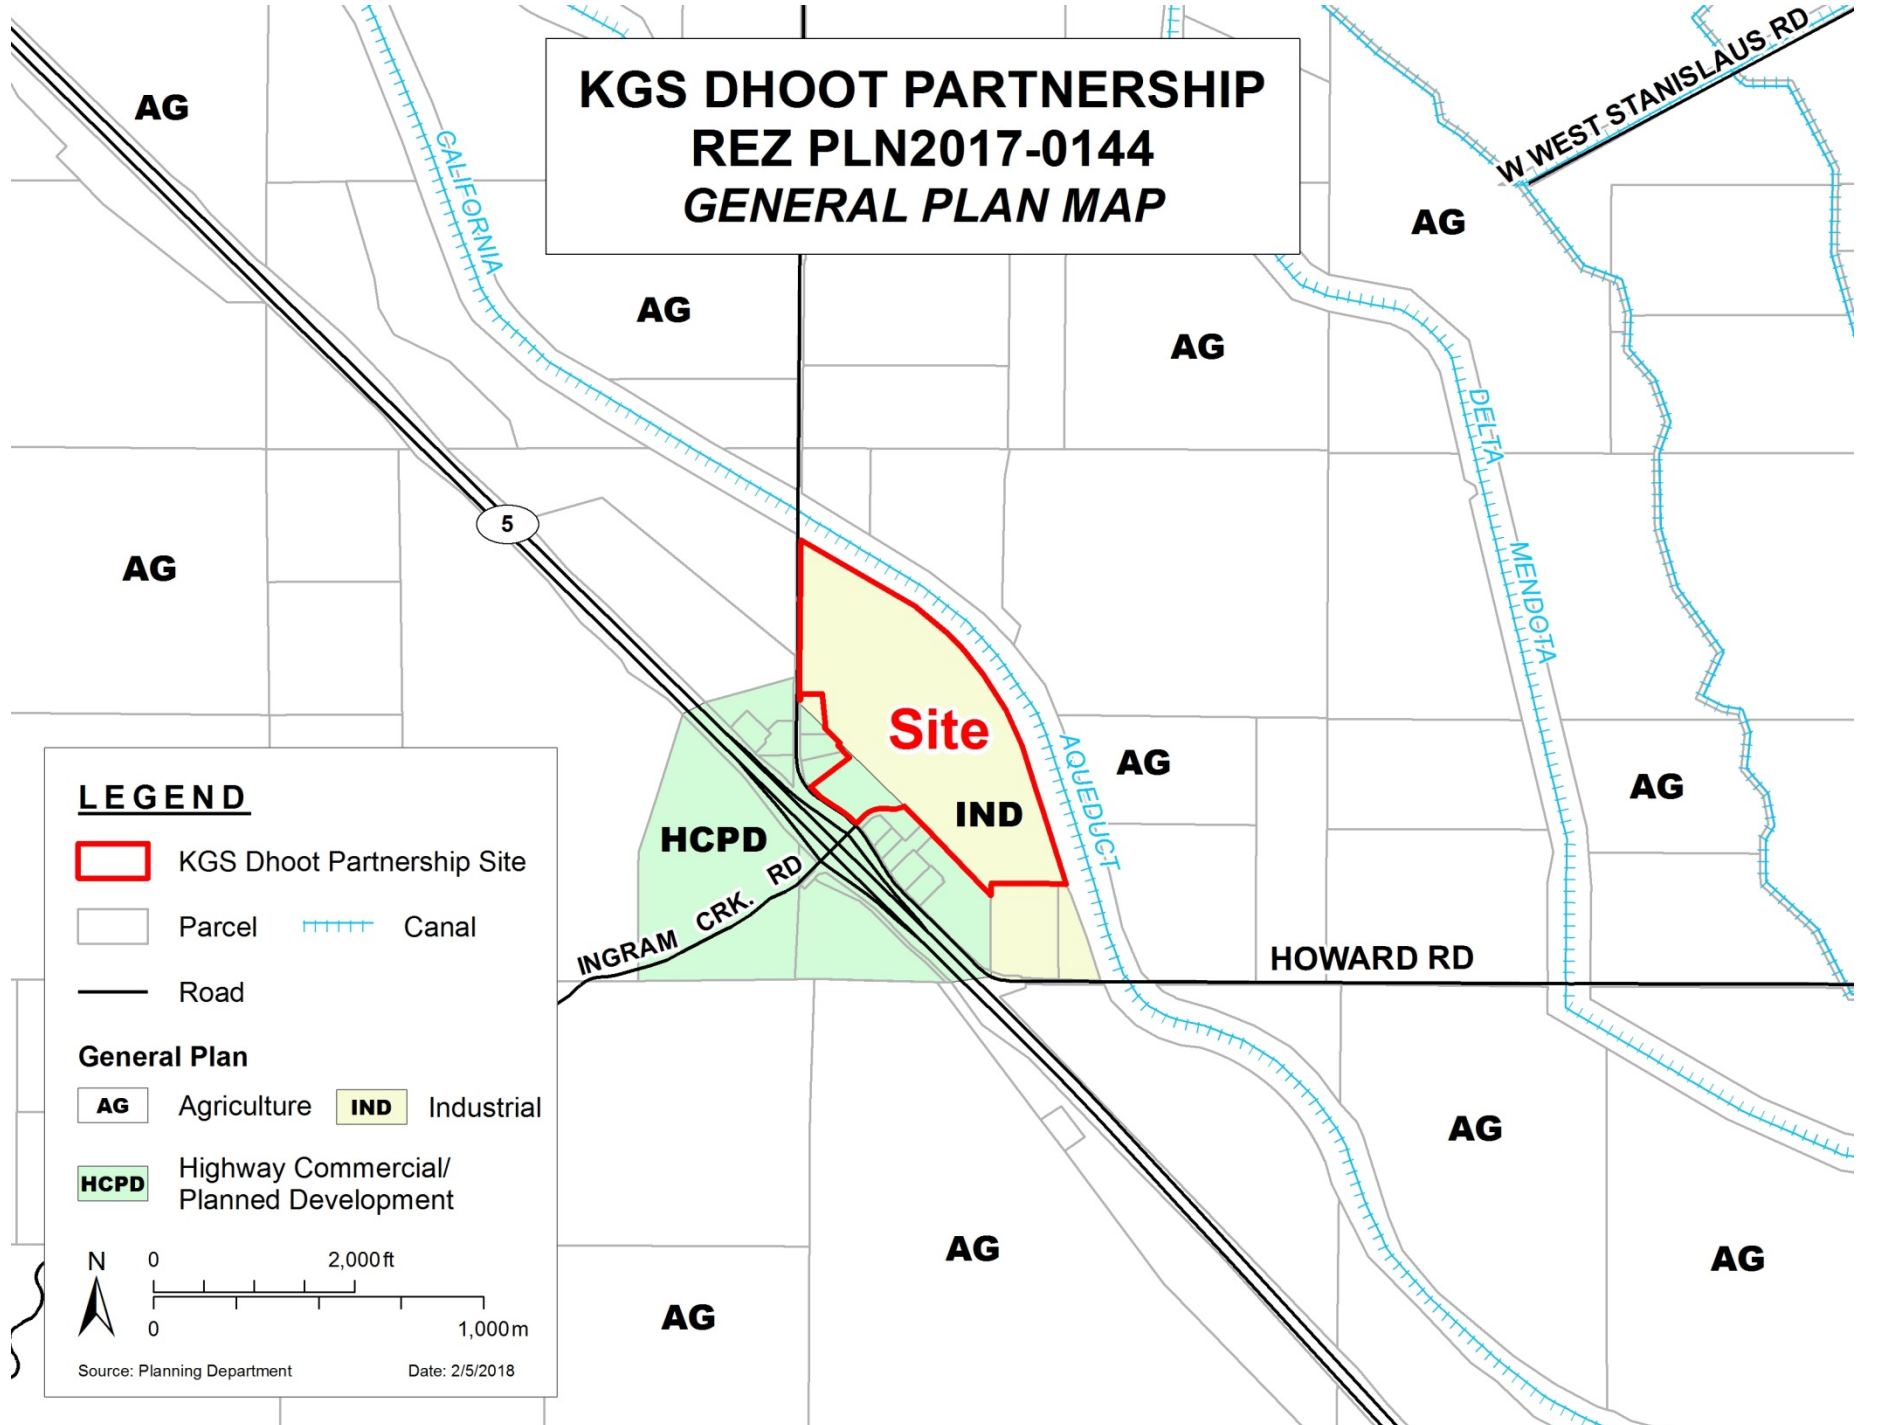 KGS DHOOT PARTNERSHIP
REZ PLN2017-0144
GENERAL PLAN MAP
W WEST STANISLAUS RD
AG
CALIFORNIA
AG
AG
AG
DELTA
5
AG
MENDOTA
Site
AQUEDUCT
AG
AG
IND
HCPD
INGRAM CRK. RD
HOWARD RD
AG
AG
AG
AG
LEGEND
KGS Dhoot Partnership Site
Parcel Canal
Road
General Plan
AG Agriculture IND Industrial
HCPD Highway Commercial/
Planned Development
N 0 2,000ft
0 1,000m
Source: Planning Department Date: 2/5/2018